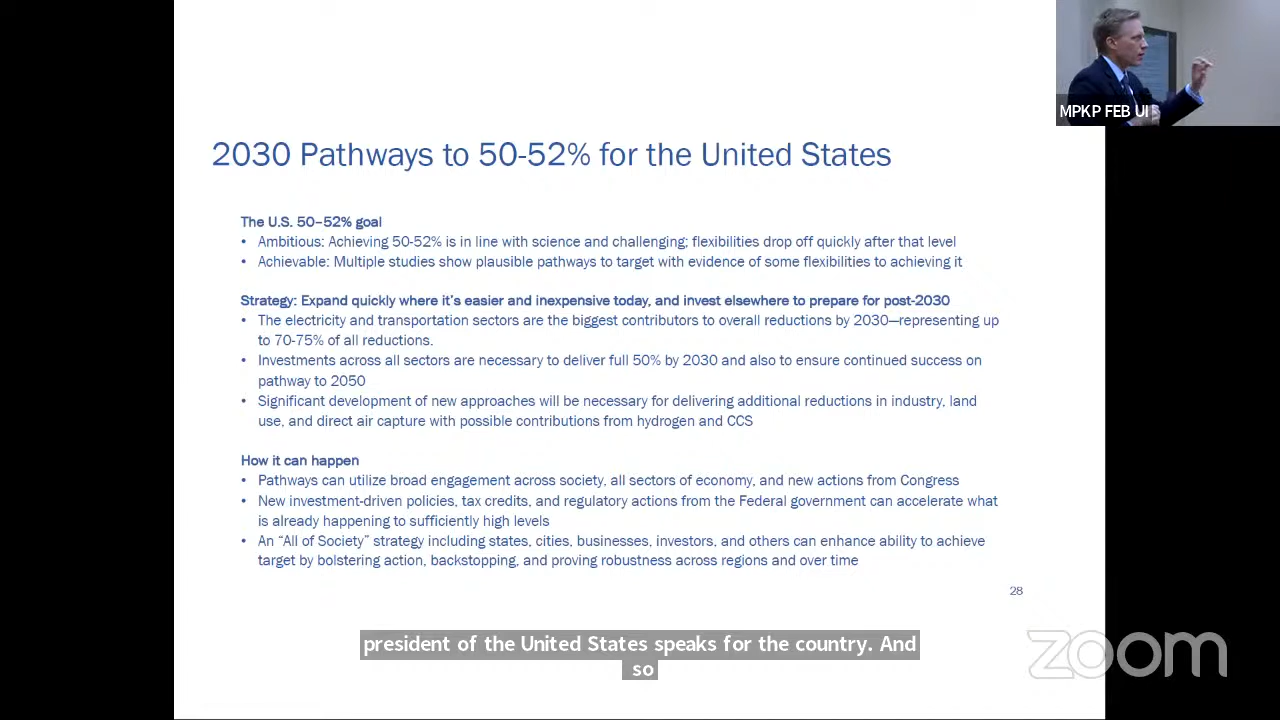 MPKP FEB UI
2030 Pathways to 50-52% for the United States
The U.S. 50–52% goal
• Ambitious: Achieving 50-52% is in line with science and challenging; flexibilities drop off quickly after that level
• Achievable: Multiple studies show plausible pathways to target with evidence of some flexibilities to achieving it
Strategy: Expand quickly where it's easier and inexpensive today, and invest elsewhere to prepare for post-2030
• The electricity and transportation sectors are the biggest contributors to overall reductions by 2030—representing up
to 70-75% of all reductions.
• Investments across all sectors are necessary to deliver full 50% by 2030 and also to ensure continued success on
pathway to 2050
• Significant development of new approaches will be necessary for delivering additional reductions in industry, land
use, and direct air capture with possible contributions from hydrogen and CCS
How it can happen
• Pathways can utilize broad engagement across society, all sectors of economy, and new actions from Congress
• New investment-driven policies, tax credits, and regulatory actions from the Federal government can accelerate what
is already happening to sufficiently high levels
• An “All of Society” strategy including states, cities, businesses, investors, and others can enhance ability to achieve
target by bolstering action, backstopping, and proving robustness across regions and over time
28
president of the United States speaks for the country. And
so
zoom